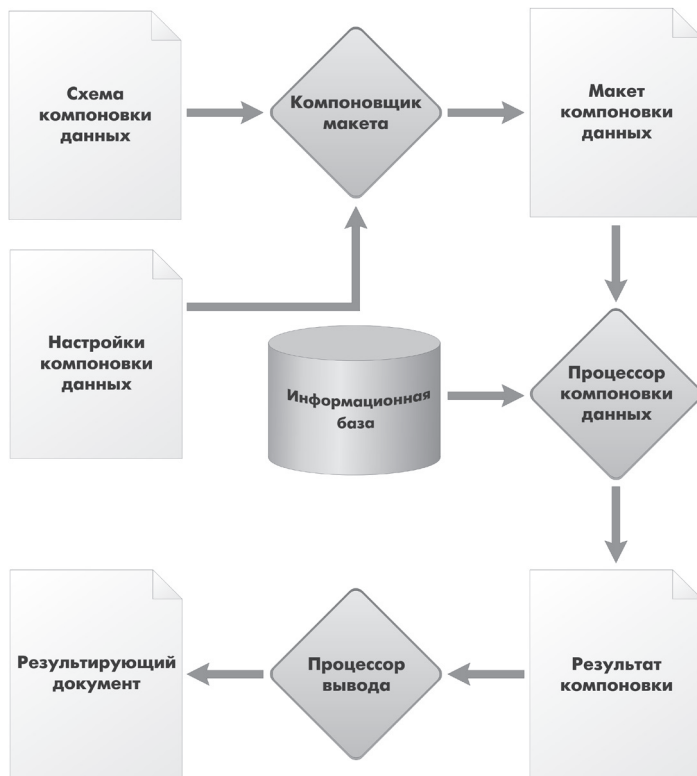 Схема
компоновки
данных
Компоновщик
макета
Макет
компоновки
данных
Настройки
компоновки
данных
Информационная
база
Процессор
компоновки
данных
Результирующий
документ
Процессор
вывода
Результат
компоновки